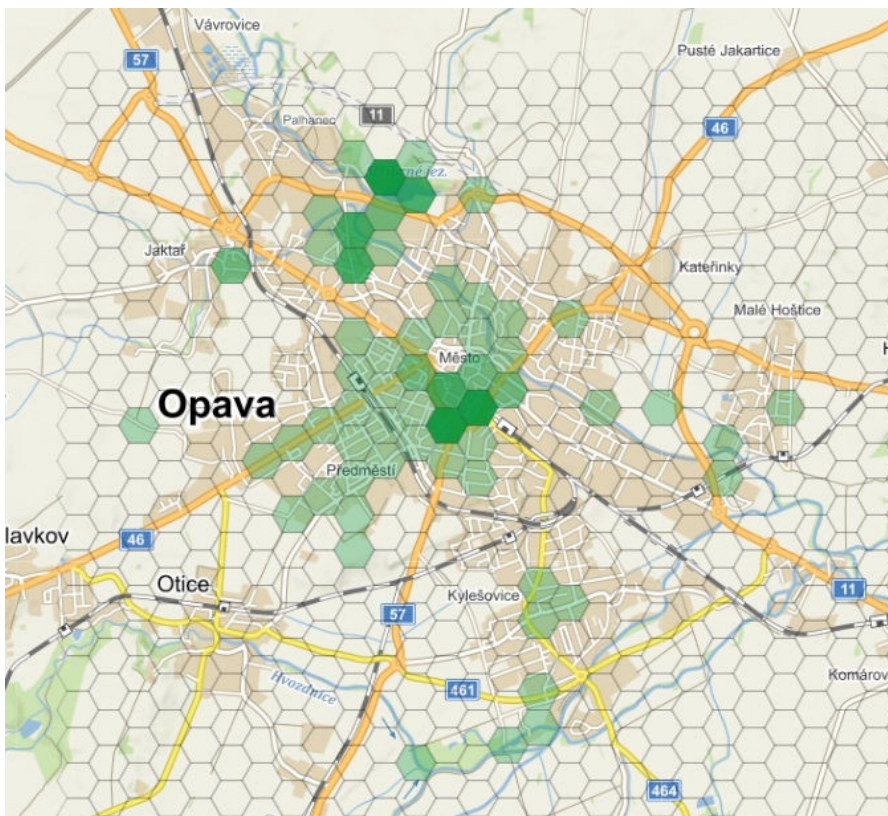 Vávrovice
57
Pusté Jakartice
11
Palhanec
46
jez.
Jaktař
Kateřinky
Malé Hoštice
H
Město
Opava
Předměstí
46
lavkov
Otice
Kylešovice
11
57
Hvozdnice
461
Komárov
464